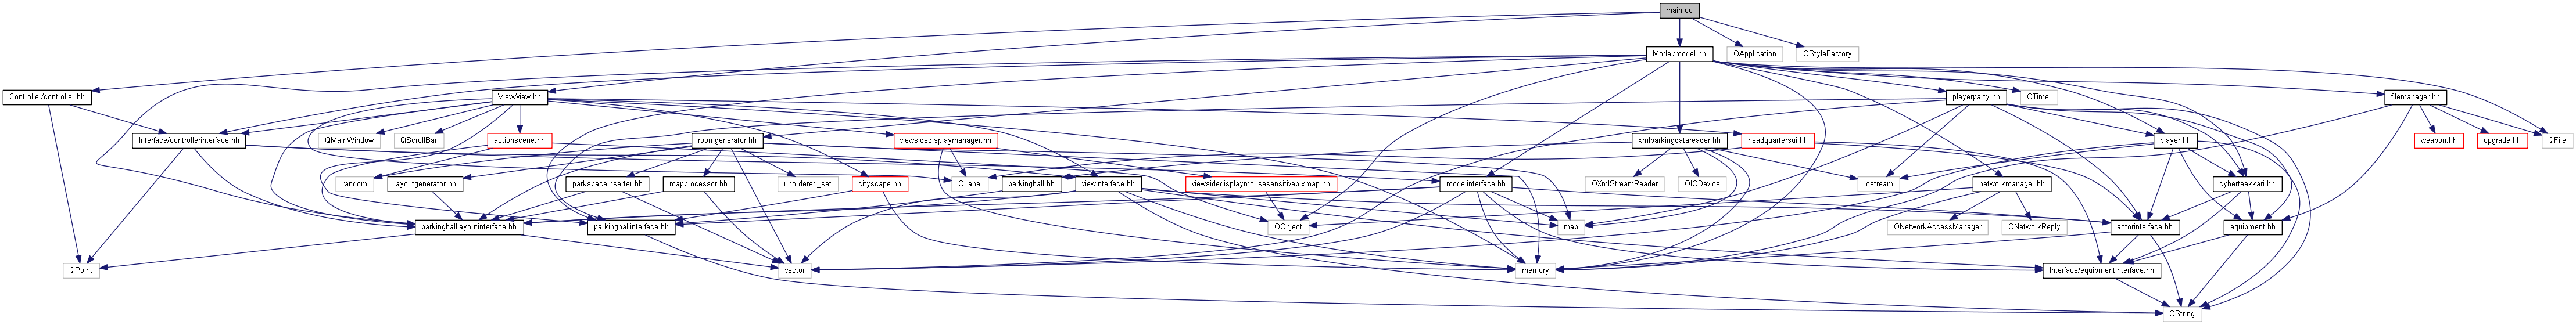 main.cc
Model/model.hh
QApplication
QStyleFactory
Controller/controller.hh
View/view.hh
playerparty.hh
QTimer
filemanager.hh
Interface/controllerinterface.hh
QMainWindow
QScrollBar
actionscene.hh
roomgenerator.hh
viewsidedisplaymanager.hh
xmlparkingdatareader.hh
headquartersui.hh
player.hh
weapon.hh
upgrade.hh
QFile
random
layoutgenerator.hh
parkspaceinserter.hh
mapprocessor.hh
unordered_set
cityscape.hh
QLabel
parkinghall.hh
viewinterface.hh
viewsidedisplaymousesensitivepixmap.hh
modelinterface.hh
QXmlStreamReader
QIODevice
iostream
networkmanager.hh
cyberteekkari.hh
parkinghalllayoutinterface.hh
parkinghallinterface.hh
QObject
map
QNetworkAccessManager
QNetworkReply
actorinterface.hh
equipment.hh
QPoint
vector
memory
Interface/equipmentinterface.hh
QString